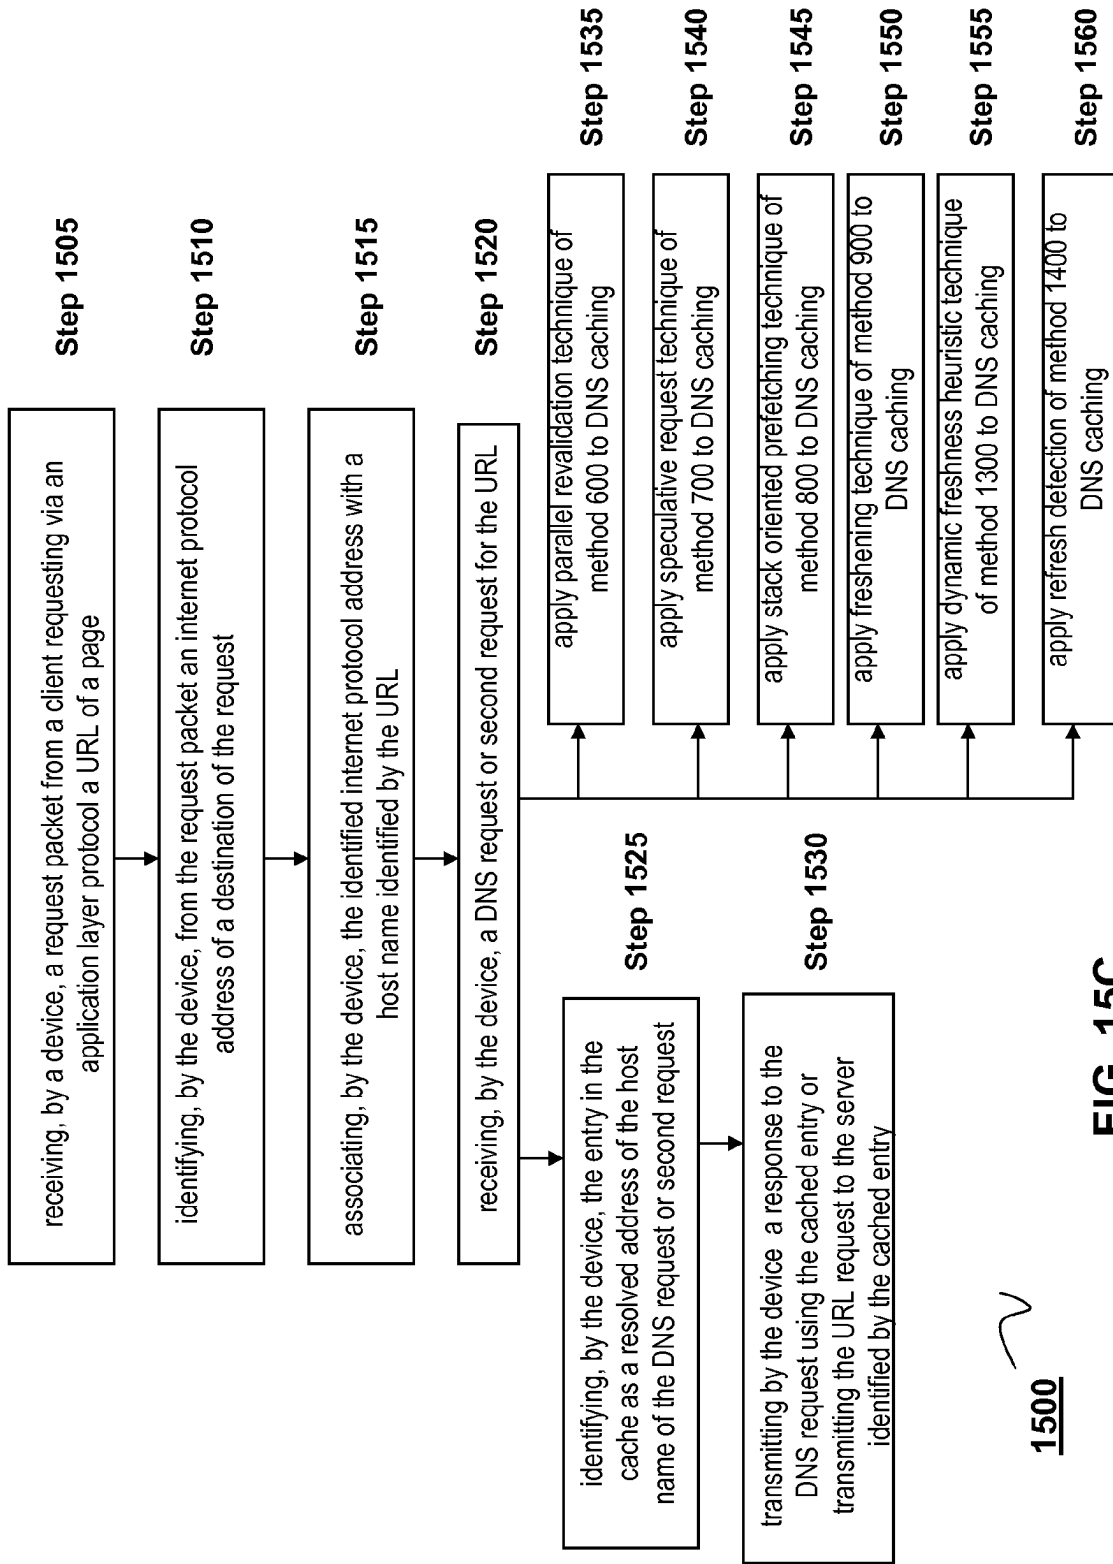 receiving, by a device, a request packet from a client requesting via an
application layer protocol a URL of a page
Step 1505
identifying, by the device, from the request packet an internet protocol
address of a destination of the request
Step 1510
associating, by the device, the identified internet protocol address with a
host name identified by the URL
Step 1515
receiving, by the device, a DNS request or second request for the URL
Step 1520
identifying, by the device, the entry in the
cache as a resolved address of the host
name of the DNS request or second request
Step 1525
transmitting by the device a response to the
DNS request using the cached entry or
transmitting the URL request to the server
identified by the cached entry
Step 1530
apply parallel revalidation technique of
method 600 to DNS caching
Step 1535
apply speculative request technique of
method 700 to DNS caching
Step 1540
apply stack oriented prefetching technique of
method 800 to DNS caching
Step 1545
apply freshening technique of method 900 to
DNS caching
Step 1550
apply dynamic freshness heuristic technique
of method 1300 to DNS caching
Step 1555
apply refresh detection of method 1400 to
DNS caching
Step 1560
1500
FIG. 15C